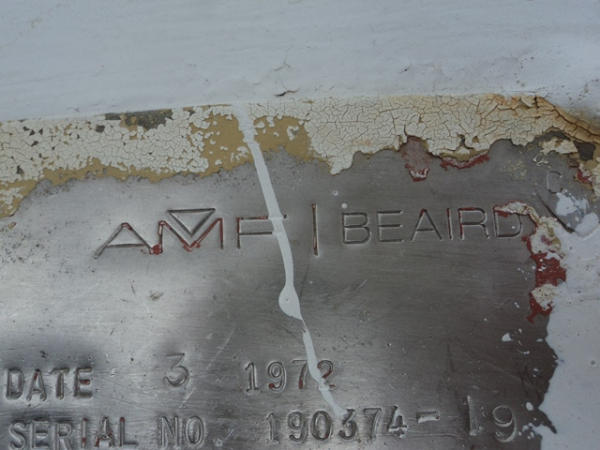 AMF | BEAIRD
DATE 3 1972
SERIAL NO. 190374-19